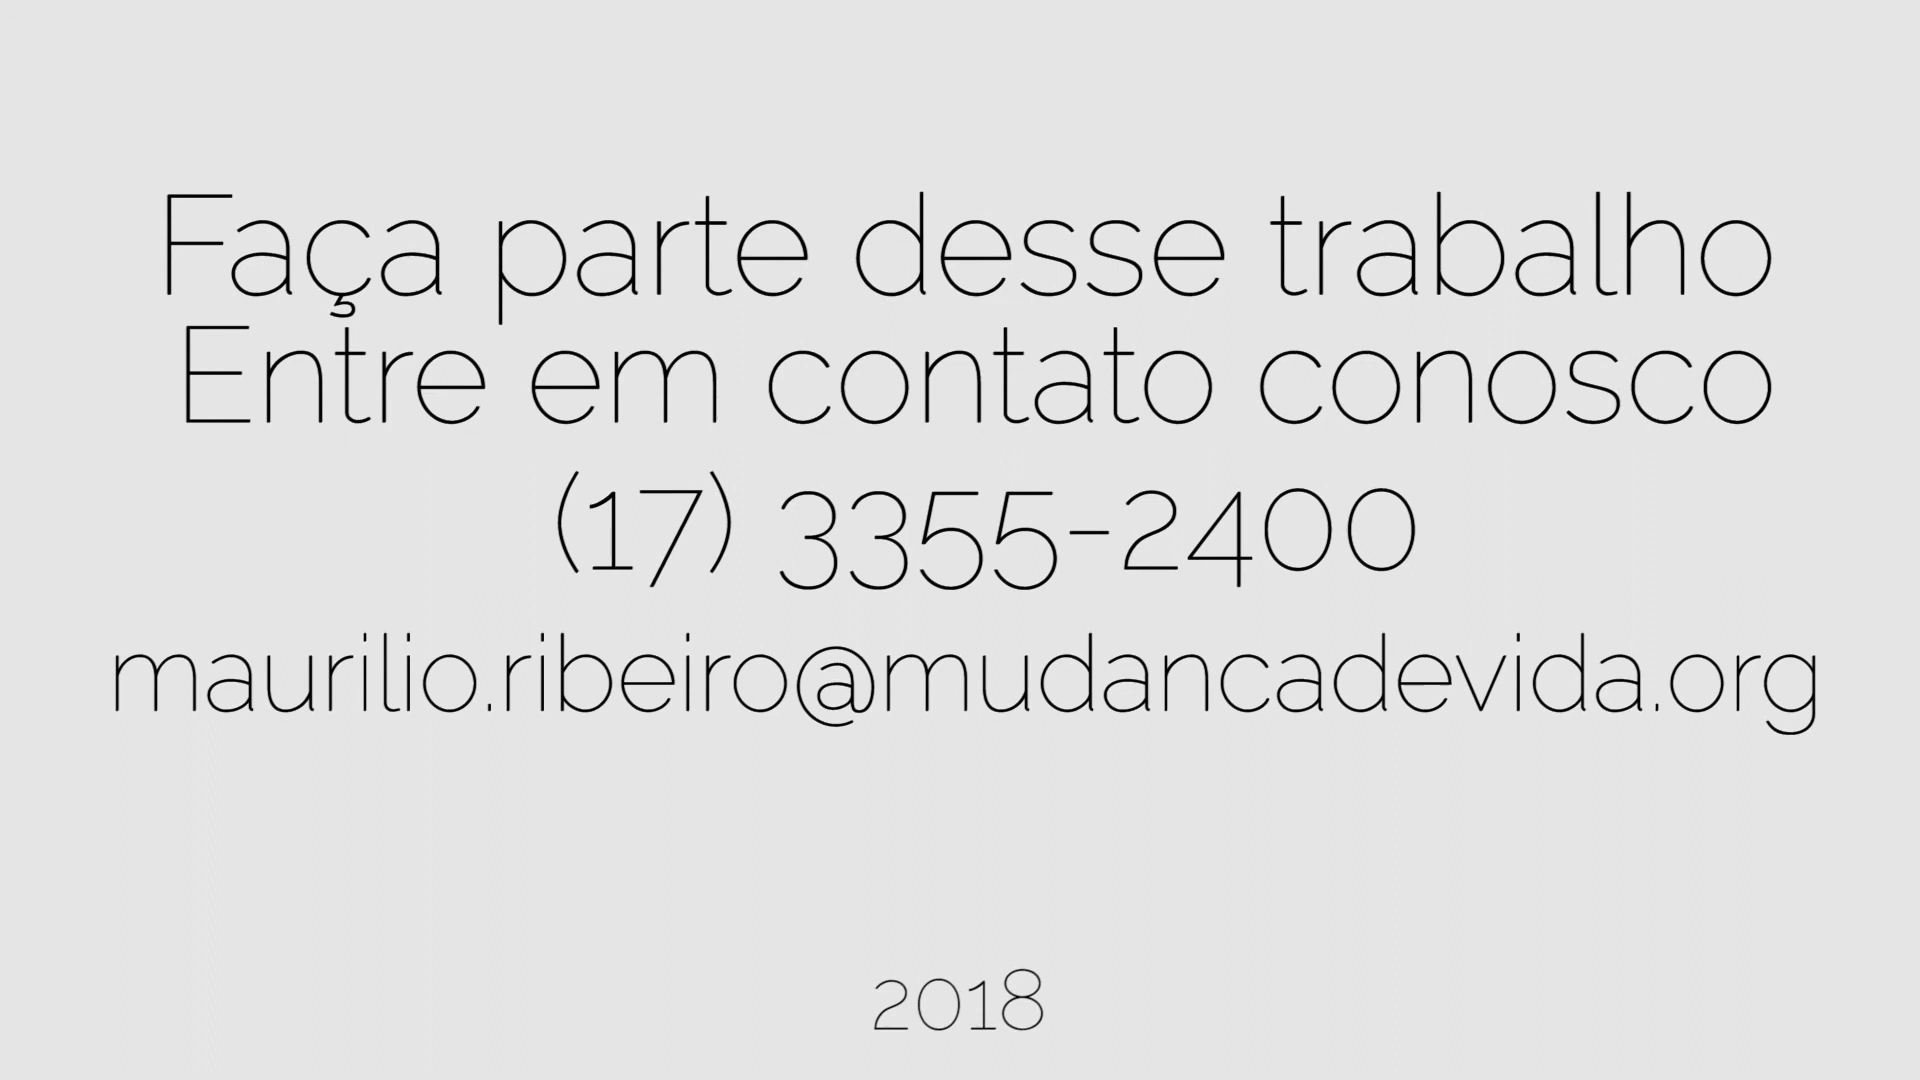 Faça parte desse trabalho
Entre em contato conosco
(17) 3355-2400
maurilio.ribeiro@mudancadevida.org
2018